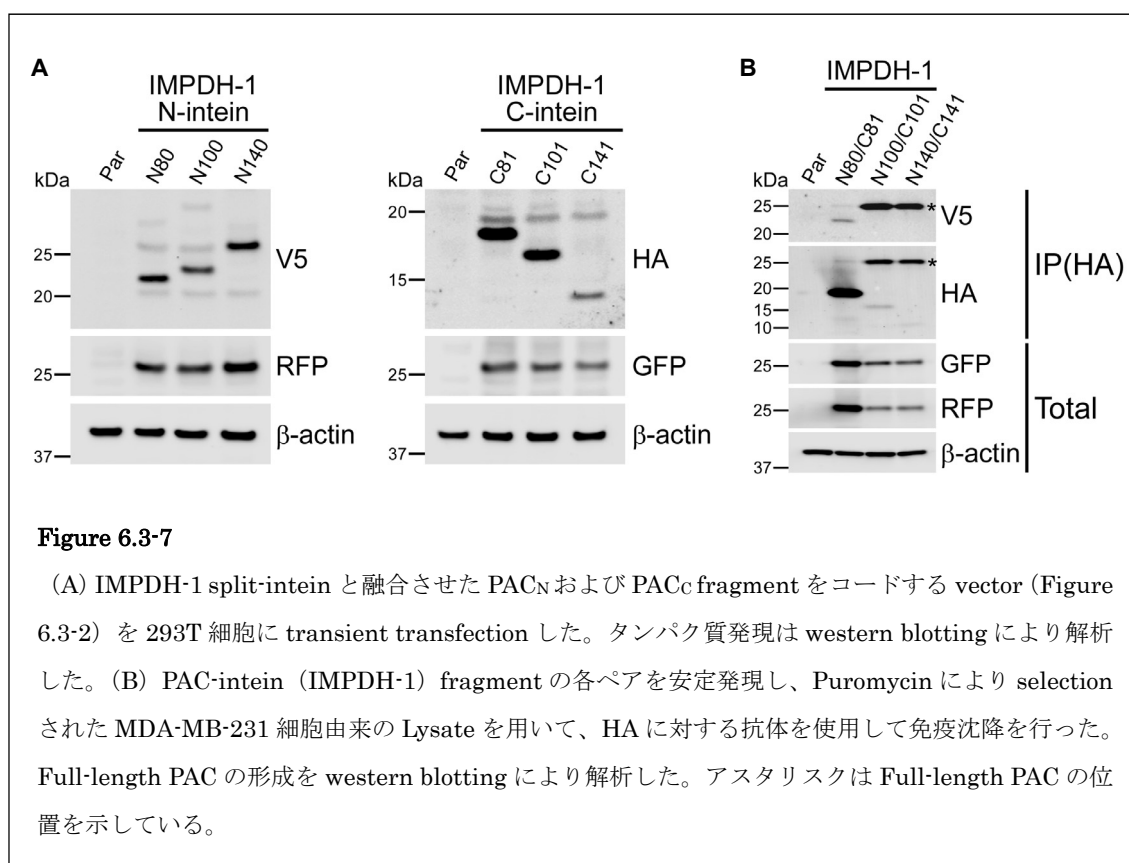 A
IMPDH-1
N-intein
Par
N80
N100
N140
kDa
25
20
V5
25
RFP
37
β-actin
IMPDH-1
C-intein
Par
C81
C101
C141
kDa
20
15
HA
25
GFP
37
β-actin
B
IMPDH-1
Par
N80/C81
N100/C101
N140/C141
kDa
25
20
*
V5
25
20
15
10
*
HA
IP(HA)
25
GFP
25
RFP
37
β-actin
Total
Figure 6.3-7
(A) IMPDH-1 split-intein と融合させた PACN および PACC fragment をコードする vector (Figure
6.3-2) を 293T 細胞に transient transfection した。タンパク質発現は western blotting により解析
した。(B) PAC-intein (IMPDH-1) fragment の各ペアを安定発現し、Puromycin により selection
された MDA-MB-231 細胞由来の Lysate を用いて、HA に対する抗体を使用して免疫沈降を行った。
Full-length PAC の形成を western blotting により解析した。アスタリスクは Full-length PAC の位
置を示している。